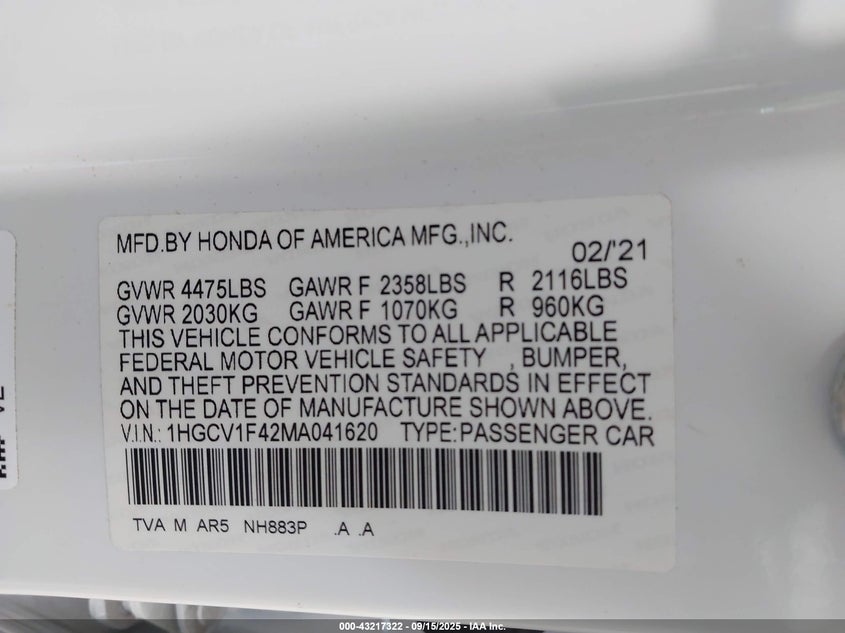 MFD.BY HONDA OF AMERICA MFG.,INC. 02/'21
GVWR 4475LBS GAWR F 2358LBS R 2116LBS
GVWR 2030KG GAWR F 1070KG R 960KG
THIS VEHICLE CONFORMS TO ALL APPLICABLE
FEDERAL MOTOR VEHICLE SAFETY , BUMPER,
AND THEFT PREVENTION STANDARDS IN EFFECT
ON THE DATE OF MANUFACTURE SHOWN ABOVE.
V.I.N.: 1HGCV1F42MA041620 TYPE:PASSENGER CAR
TVA M AR5 NH883P .A .A
000-43217322 - 09/15/2025 - IAA Inc.